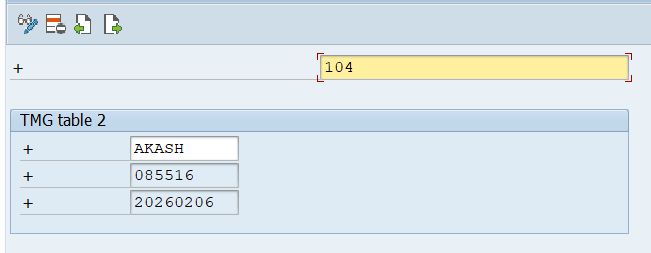 + 104
TMG table 2
+ AKASH
+ 085516
+ 20260206